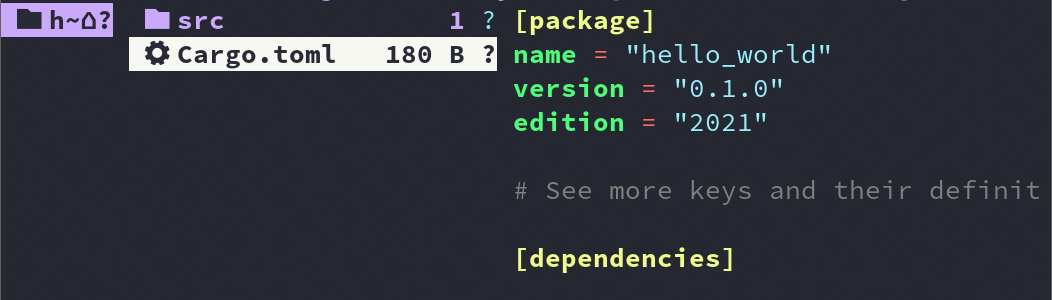 h~?
src 1 ?
Cargo.toml 180 B ?
[package]
name = "hello_world"
version = "0.1.0"
edition = "2021"
# See more keys and their definit
[dependencies]